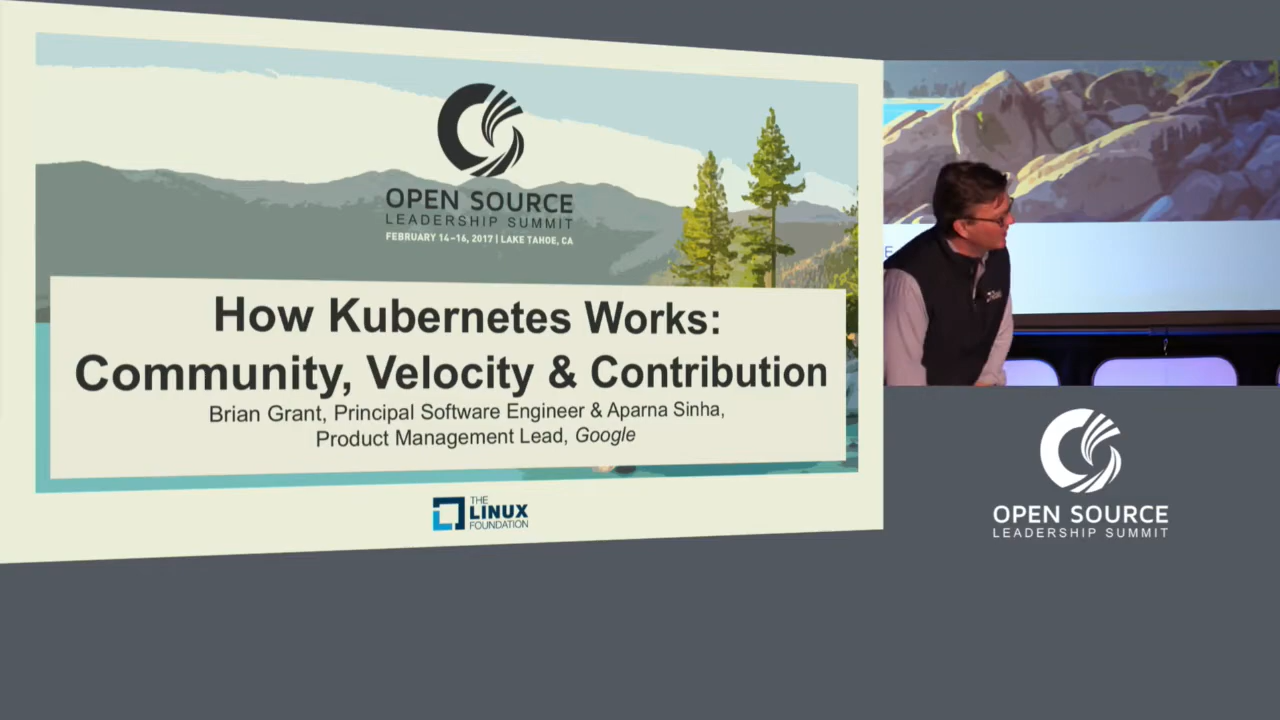 OPEN SOURCE
LEADERSHIP SUMMIT
FEBRUARY 14–16, 2017 | LAKE TAHOE, CA
How Kubernetes Works:
Community, Velocity & Contribution
Brian Grant, Principal Software Engineer & Aparna Sinha,
Product Management Lead, Google
THE
LINUX
FOUNDATION
OPEN SOURCE
LEADERSHIP SUMMIT